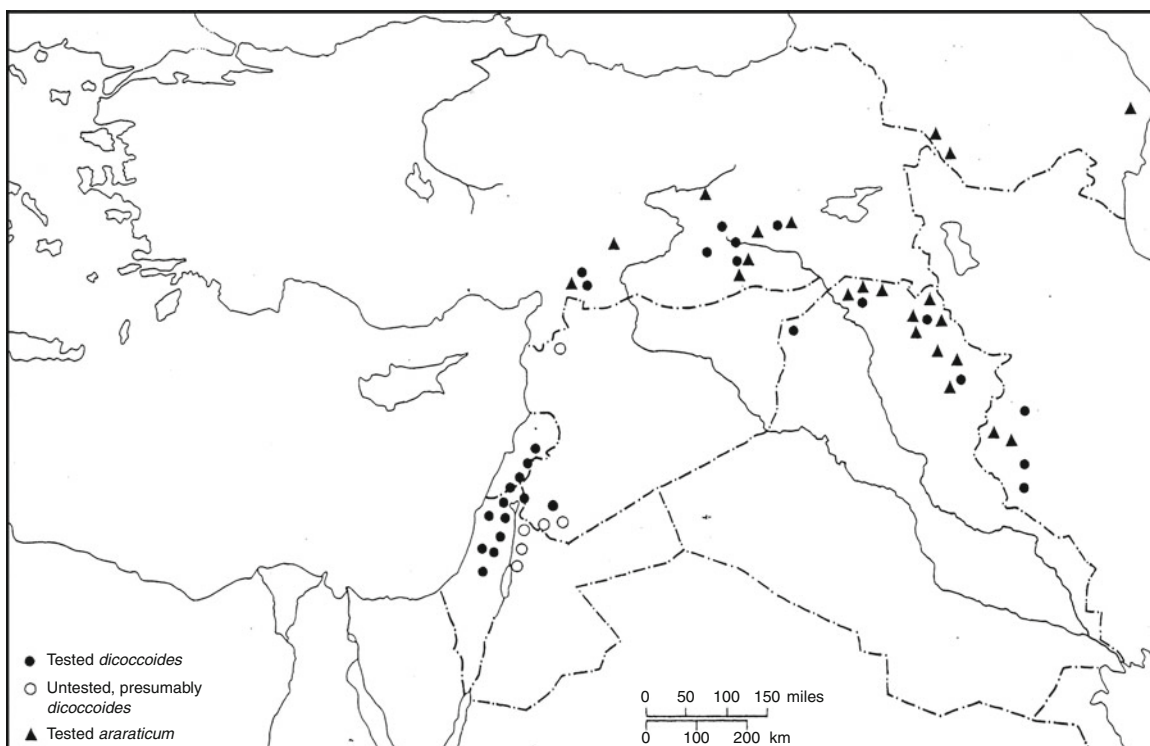 Tested dicoccoides
Untested, presumably
dicoccoides
Tested araraticum
0 50 100 150 miles
0 100 200 km